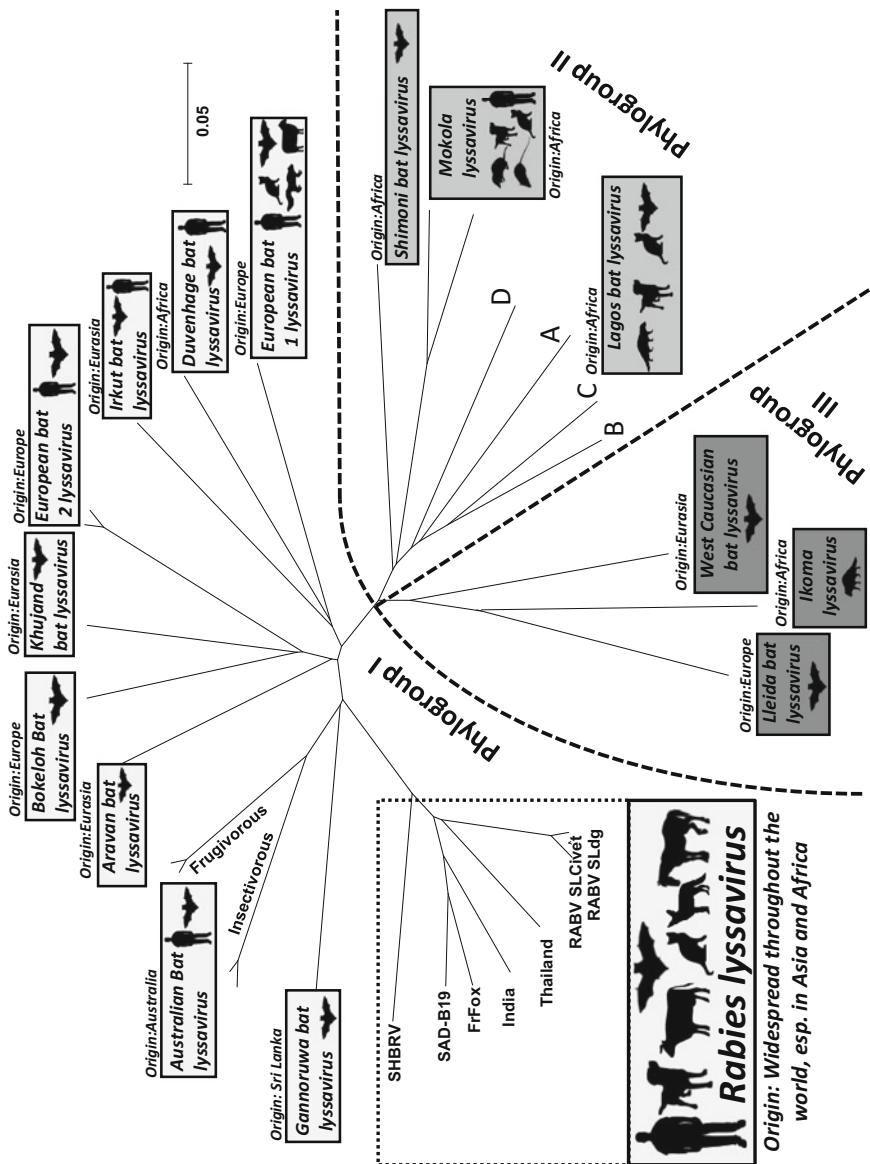 0.05
Origin:Europe
European bat
1 lyssavirus
Origin:Africa
Duvenhage bat
lyssavirus
Origin:Eurasia
Irkut bat
lyssavirus
Origin:Europe
European bat
2 lyssavirus
Origin:Eurasia
Khujand
bat lyssavirus
Origin:Europe
Bokeloh Bat
lyssavirus
Origin:Eurasia
Aravan bat
lyssavirus
Frugivorous
Insectivorous
Origin:Australia
Australian Bat
lyssavirus
Origin: Sri Lanka
Gannoruwa bat
lyssavirus
Phylogroup I
SHBRV
SAD-B19
FrFox
India
Thailand
RABV SLCivet
RABV SLdg
Rabies lyssavirus
Origin: Widespread throughout the
world, esp. in Asia and Africa
Phylogroup II
Origin:Africa
Shimoni bat lyssavirus
Mokola
lyssavirus
Origin:Africa
D
A
C
B
Origin:Africa
Lagos bat lyssavirus
Phylogroup
III
Origin:Eurasia
West Caucasian
bat lyssavirus
Origin:Africa
Ikoma
lyssavirus
Origin:Europe
Lleida bat
lyssavirus